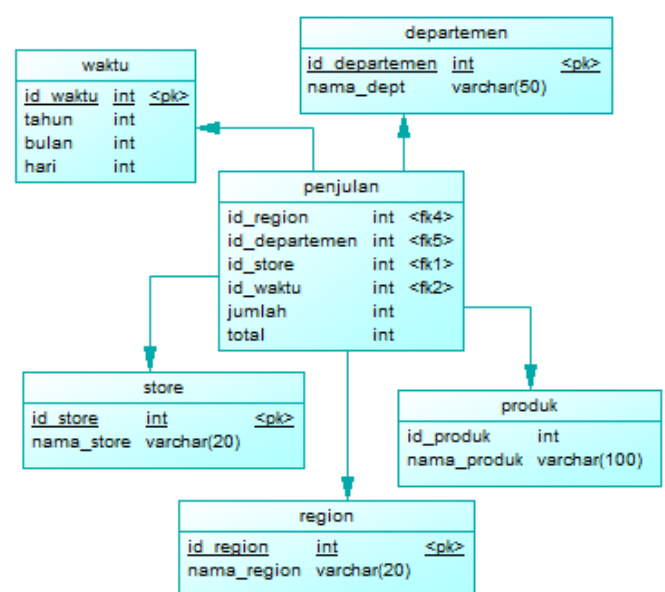 departemen
id_departemen int <pk>
nama_dept varchar(50)
waktu
id_waktu int <pk>
tahun int
bulan int
hari int
penjulan
id_region int <fk4>
id_departemen int <fk5>
id_store int <fk1>
id_waktu int <fk2>
jumlah int
total int
store
id_store int <pk>
nama_store varchar(20)
produk
id_produk int
nama_produk varchar(100)
region
id_region int <pk>
nama_region varchar(20)